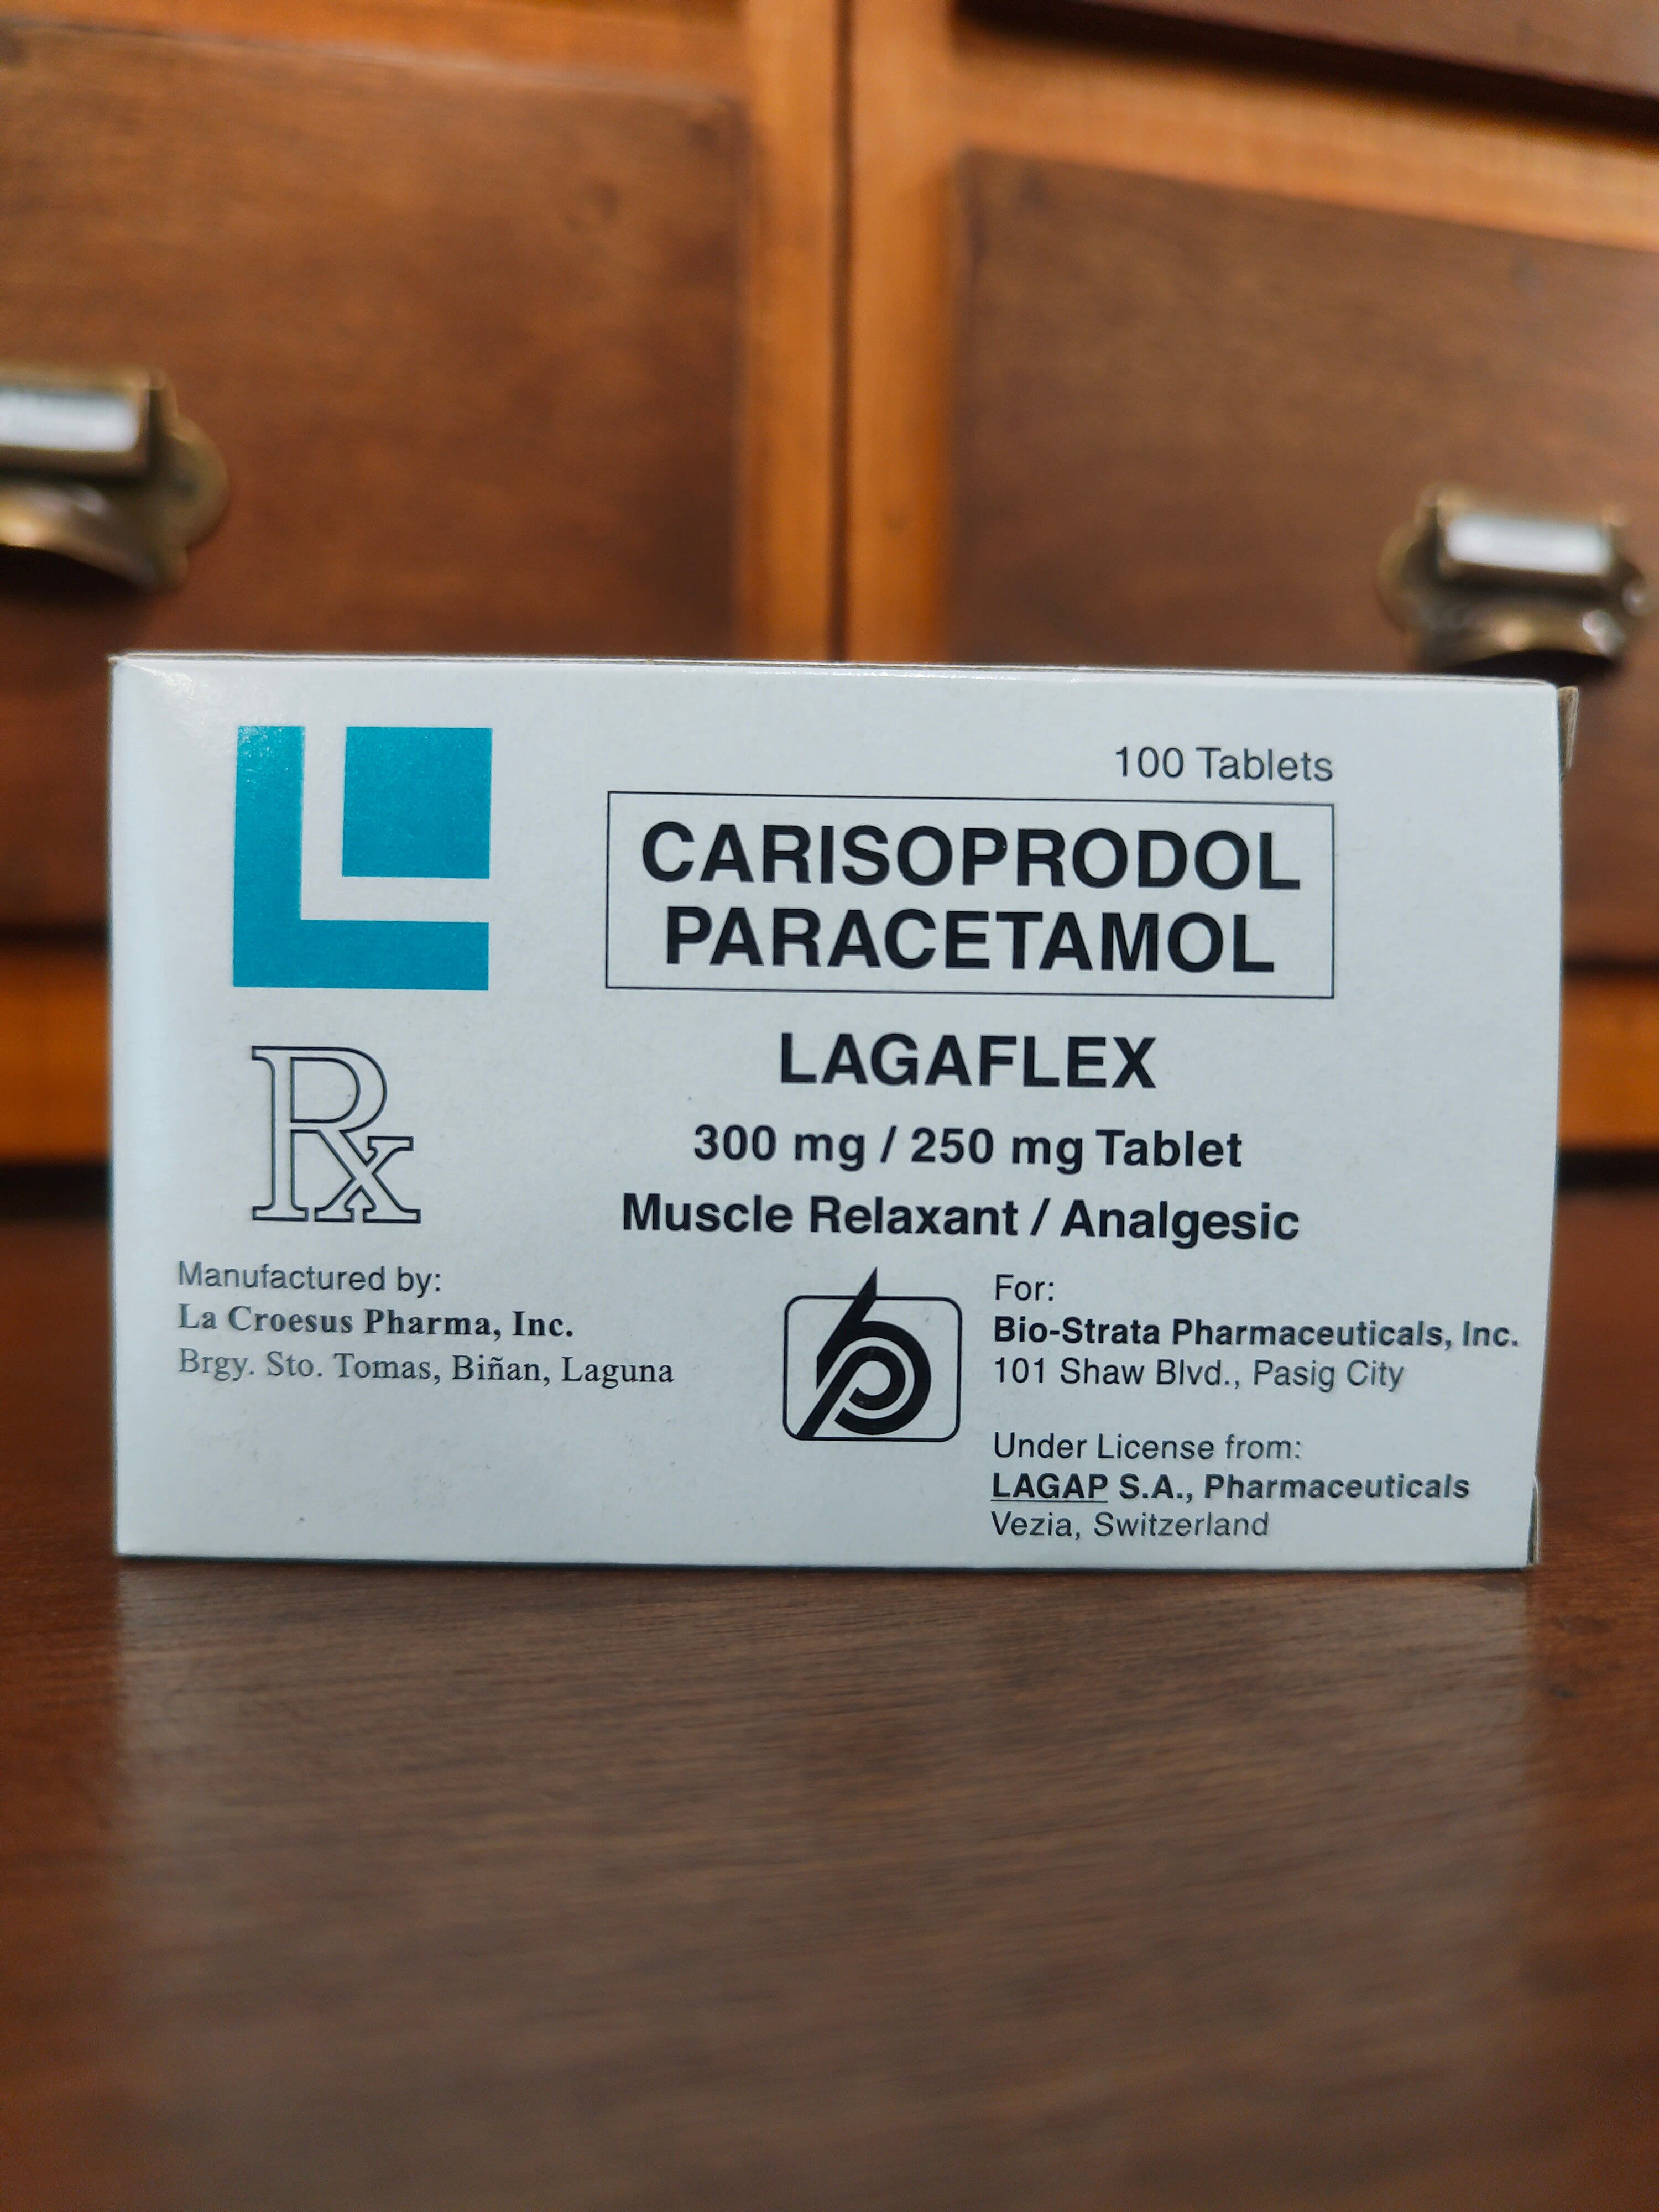 100 Tablets
CARISOPRODOL
PARACETAMOL
LAGAFLEX
300 mg / 250 mg Tablet
Muscle Relaxant / Analgesic
Rx
Manufactured by:
La Croesus Pharma, Inc.
Brgy. Sto. Tomas, Biñan, Laguna
For:
Bio-Strata Pharmaceuticals, Inc.
101 Shaw Blvd., Pasig City
Under License from:
LAGAP S.A., Pharmaceuticals
Vezia, Switzerland